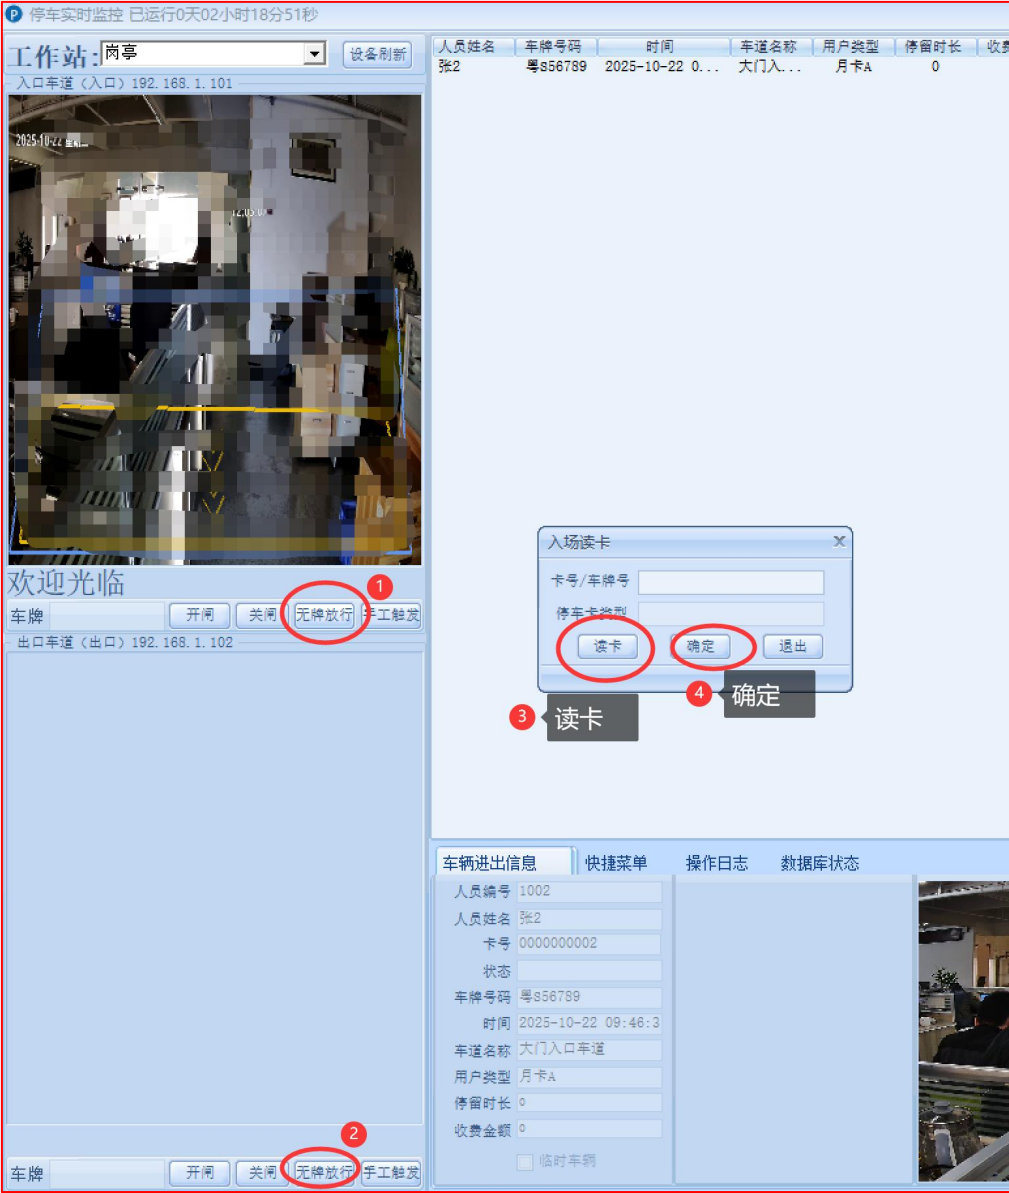 停车实时监控 已运行0天02小时18分51秒
工作站: 岗亭 设备刷新
入口车道（入口）192.168.1.101
2025-10-22
欢迎光临
1
车牌 开闸 关闸 无牌放行 手工触发
出口车道（出口）192.168.1.102
2
车牌 开闸 关闸 无牌放行 手工触发
人员姓名 车牌号码 时间 车道名称 用户类型 停留时长
张2 粤S56789 2025-10-22 0... 大门入... 月卡A 0
入场读卡 X
卡号/车牌号
停车卡类型
读卡 确定 退出
3 读卡
4 确定
车辆进出信息 快捷菜单 操作日志 数据库状态
人员编号 1002
人员姓名 张2
卡号 0000000002
状态
车牌号码 粤S56789
时间 2025-10-22 09:46:3
车道名称 大门入口车道
用户类型 月卡A
停留时长 0
收费金额 0
临时车辆